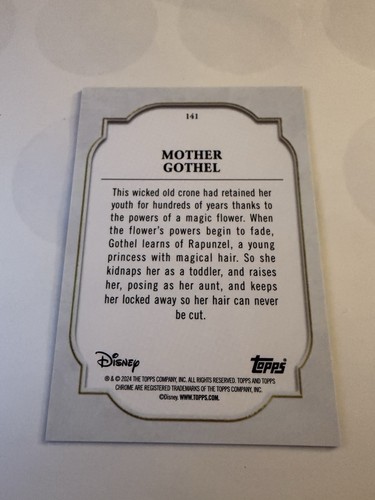 141
MOTHER
GOTHEL
This wicked old crone had retained her
youth for hundreds of years thanks to
the powers of a magic flower. When
the flower's powers begin to fade,
Gothel learns of Rapunzel, a young
princess with magical hair. So she
kidnaps her as a toddler, and raises
her, posing as her aunt, and keeps
her locked away so her hair can never
be cut.
Disney
Topps
® & © 2024 THE TOPPS COMPANY, INC. ALL RIGHTS RESERVED. TOPPS AND TOPPS
CHROME ARE REGISTERED TRADEMARKS OF THE TOPPS COMPANY, INC.
©Disney. WWW.TOPPS.COM.